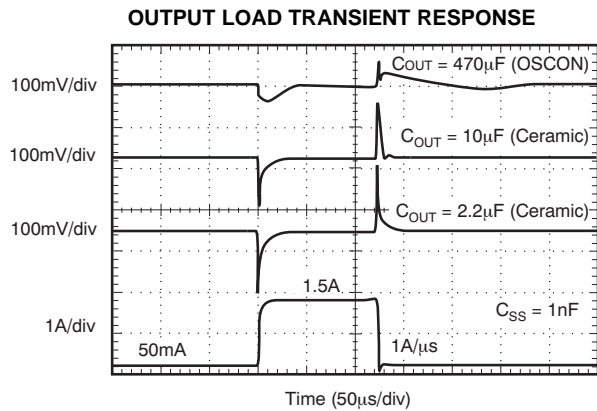 OUTPUT LOAD TRANSIENT RESPONSE
100mV/div
COUT = 470μF (OSCON)
100mV/div
COUT = 10μF (Ceramic)
100mV/div
COUT = 2.2μF (Ceramic)
1.5A
1A/div
CSS = 1nF
50mA
1A/μs
Time (50μs/div)